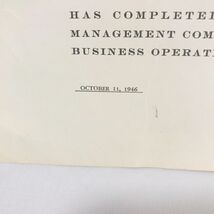 HAS COMPLETED
MANAGEMENT COM
BUSINESS OPERAT
OCTOBER 11, 1946